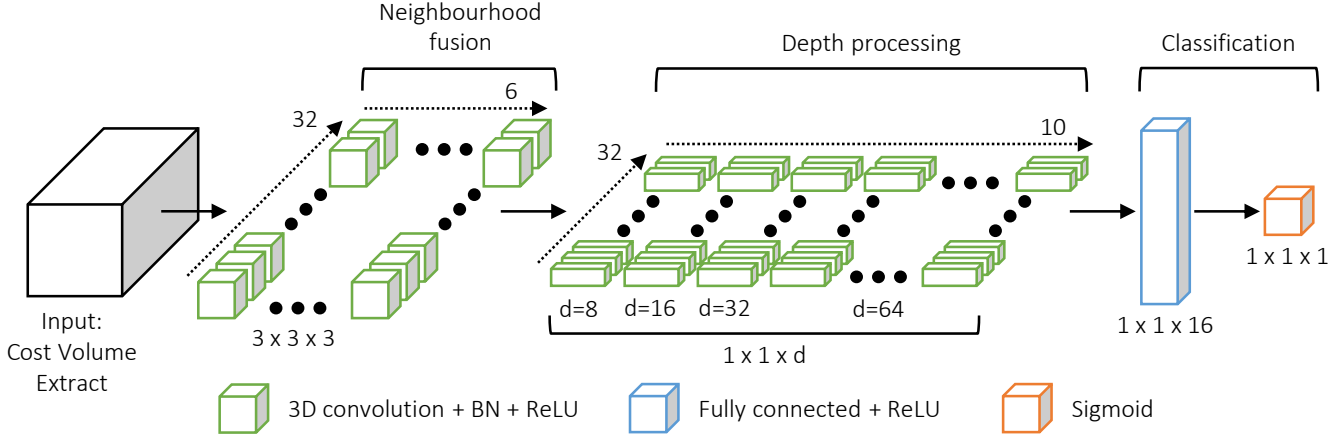 Neighbourhood
fusion
Depth processing
Classification
6
32
10
32
1 x 1 x 1
d=8
d=16
d=32
d=64
Input:
Cost Volume
Extract
3 x 3 x 3
1 x 1 x d
1 x 1 x 16
3D convolution + BN + ReLU
Fully connected + ReLU
Sigmoid